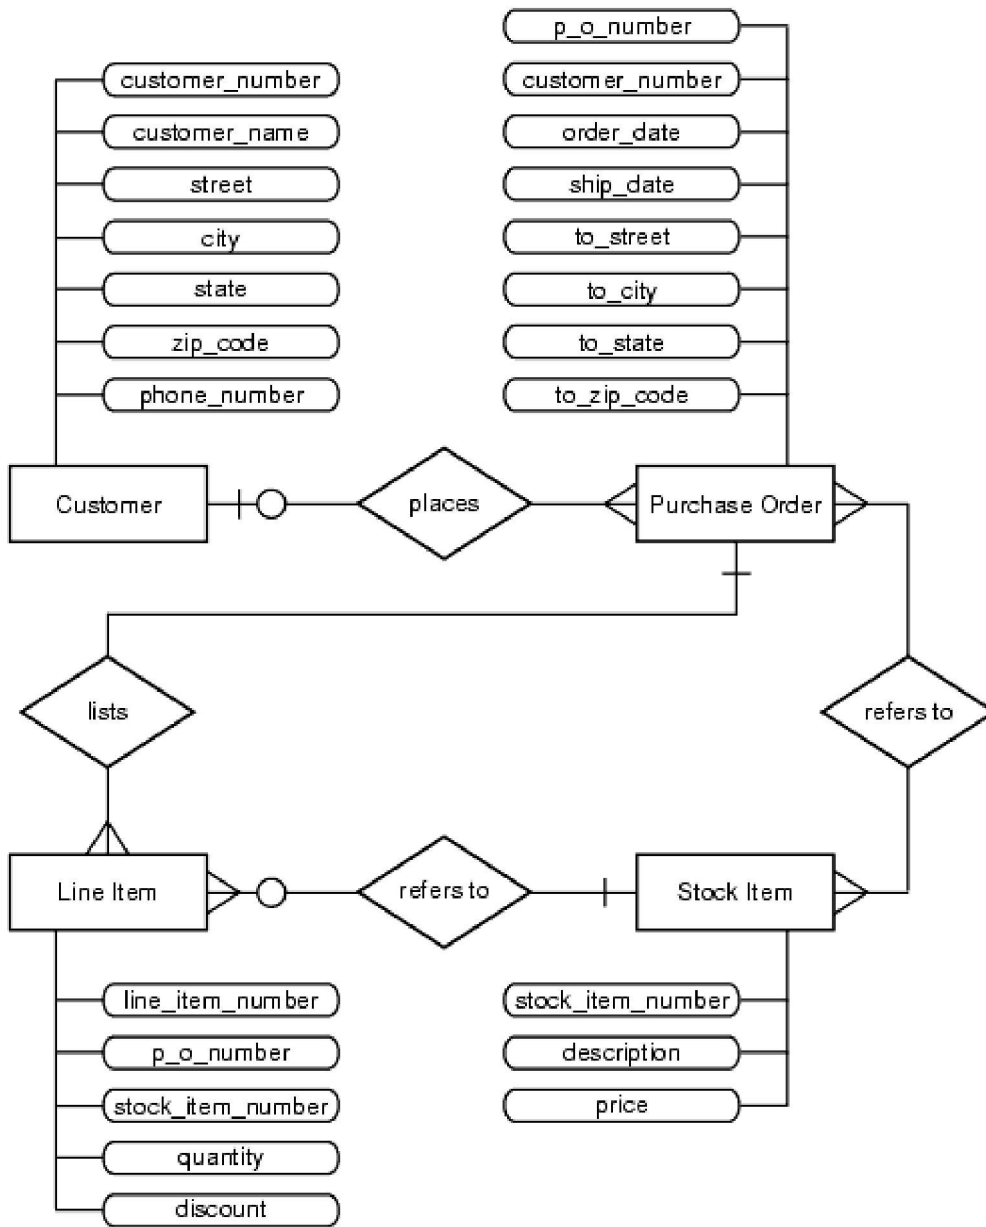 p_o_number
customer_number
customer_number
customer_name
order_date
street
ship_date
city
to_street
state
to_city
zip_code
to_state
phone_number
to_zip_code
Customer
places
Purchase Order
lists
refers to
Line Item
refers to
Stock Item
line_item_number
stock_item_number
p_o_number
description
stock_item_number
price
quantity
discount